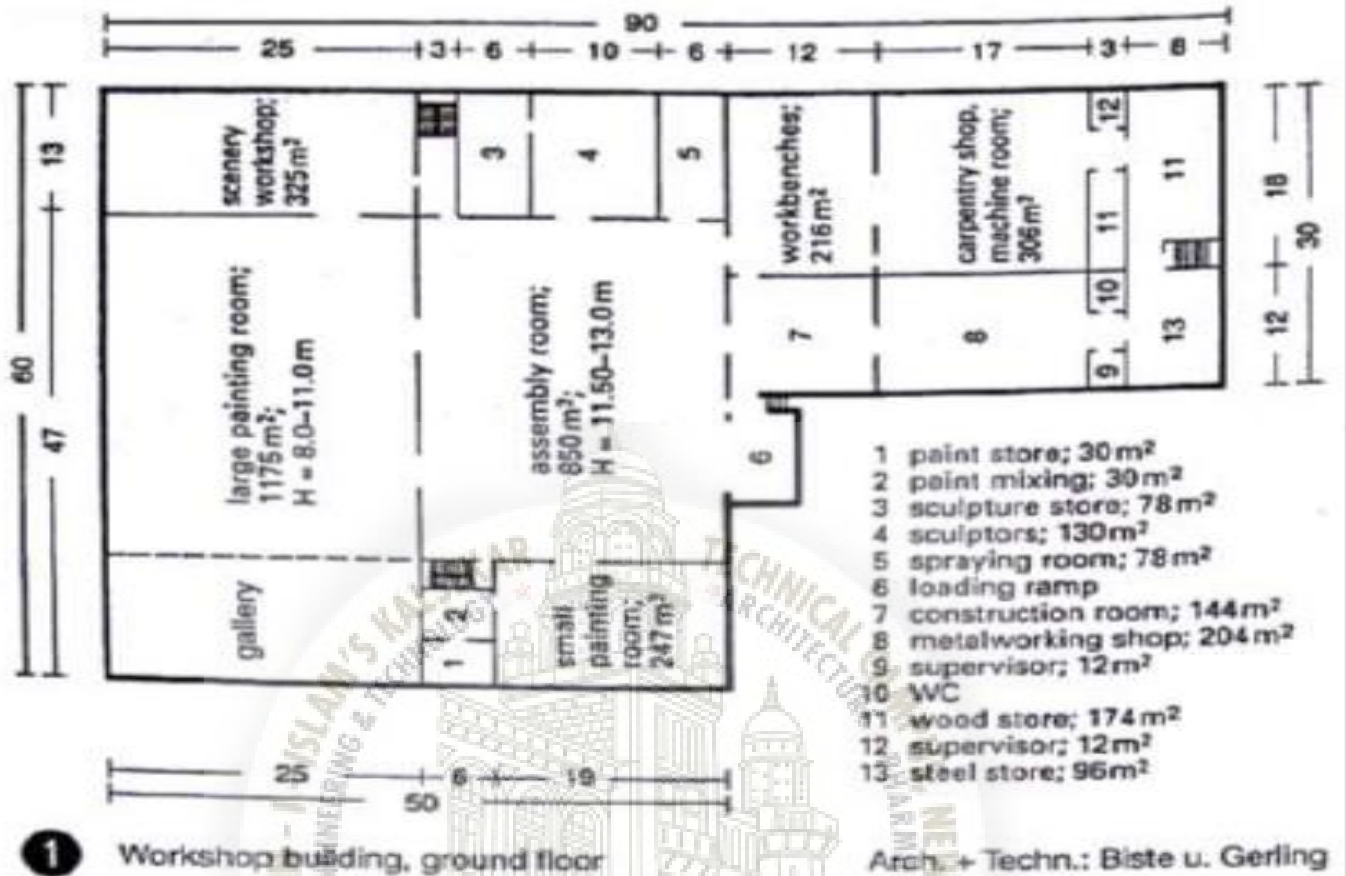 90
25 3 6 10 6 12 17 3 8
60
13
47
scenery
workshop;
325m²
3
4
5
workbenches;
216m²
carpentry shop,
machine room;
306m²
12
11
11
18
30
large painting room;
1175m²;
H = 8.0–11.0m
assembly room;
850m³;
H = 11.50–13.0m
7
8
10
9
13
12
6
gallery
2
1
small
painting
room;
247m²
1 paint store; 30m²
2 paint mixing; 30m²
3 sculpture store; 78m²
4 sculptors; 130m²
5 spraying room; 78m²
6 loading ramp
7 construction room; 144m²
8 metalworking shop; 204m²
9 supervisor; 12m²
10 WC
11 wood store; 174m²
12 supervisor; 12m²
13 steel store; 96m²
25 6 19
50
1 Workshop building, ground floor
Arch. + Techn.: Biste u. Gerling
TECHNICAL
ARCHITECTUR
ENGINEERING & TECHNO